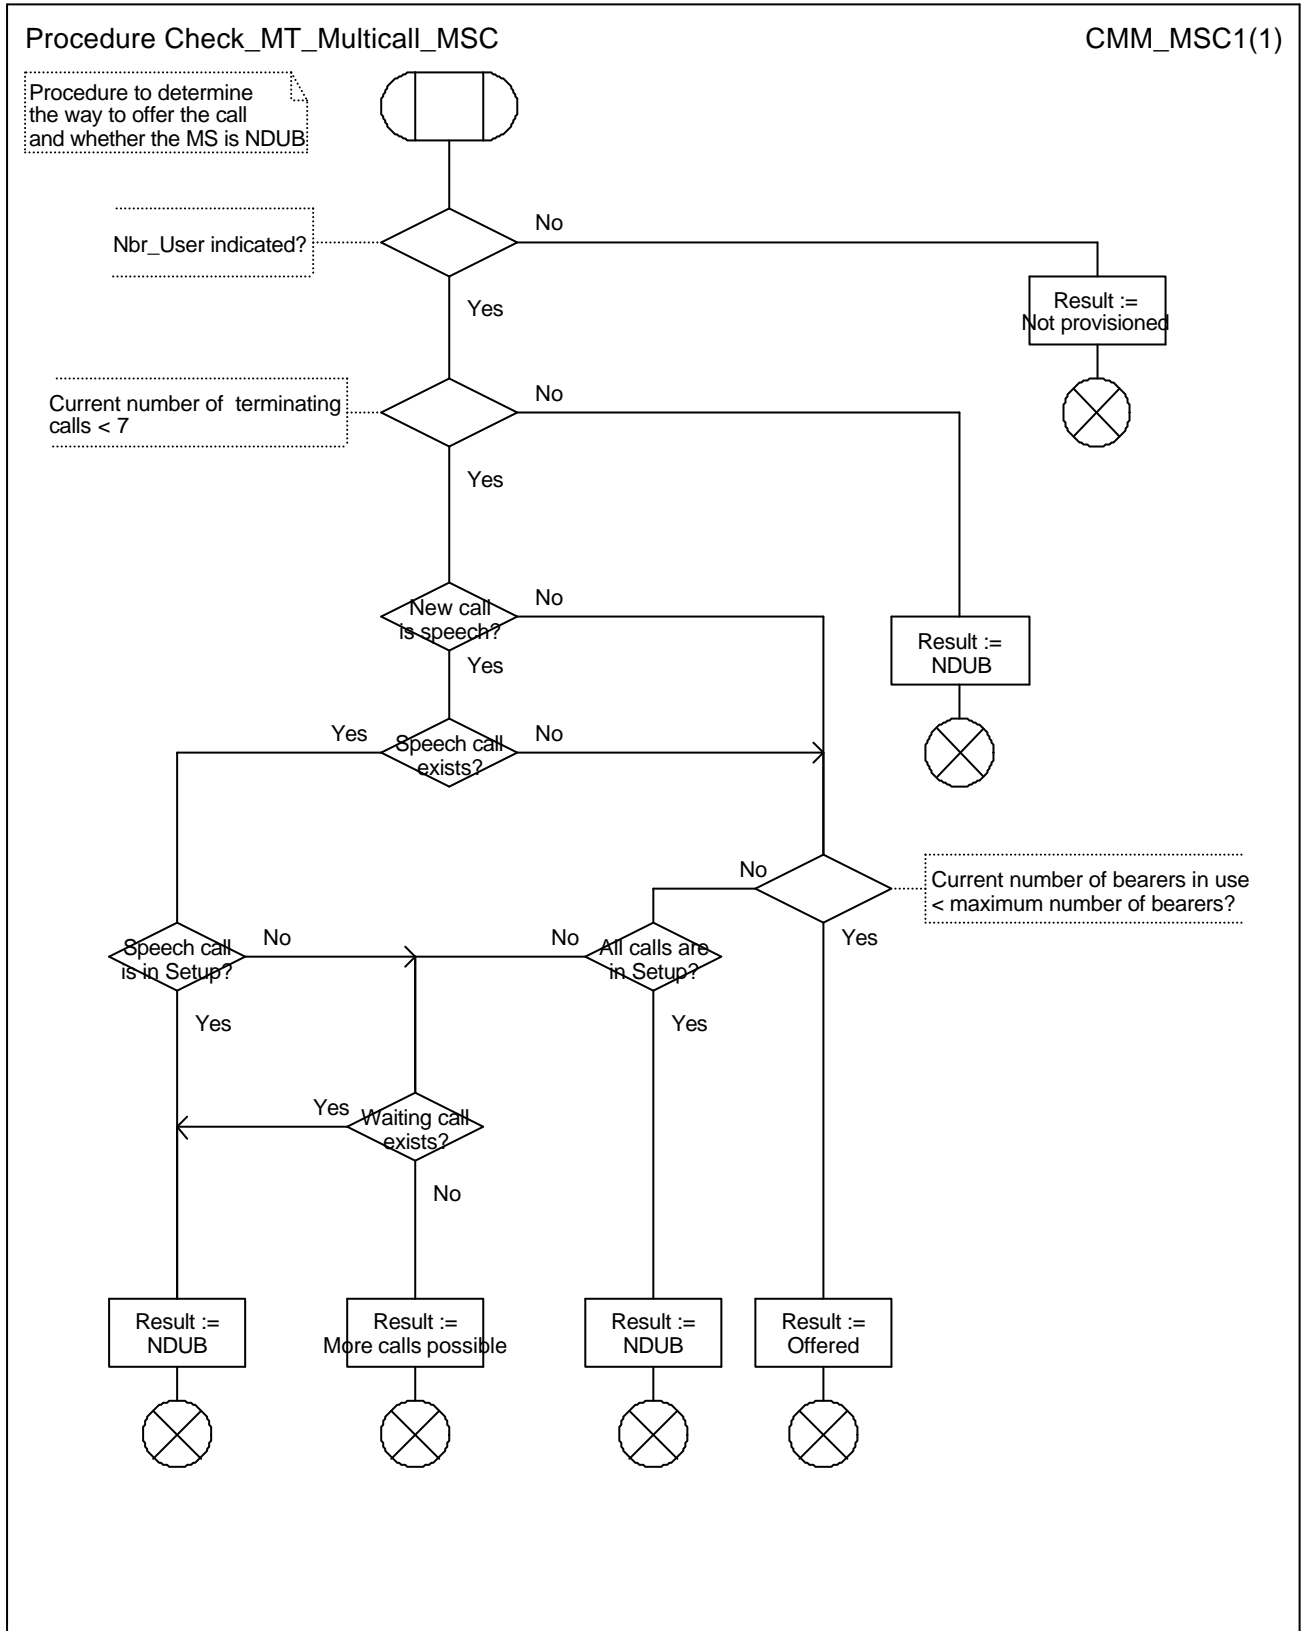 Procedure Check_MT_Multicall_MSC
CMM_MSC1(1)
Procedure to determine
the way to offer the call
and whether the MS is NDUB
Nbr_User indicated?
No
Yes
Result :=
Not provisioned
Current number of  terminating
calls < 7
No
Yes
New call
is speech?
No
Yes
Result :=
NDUB
Yes
Speech call
exists?
No
No
Current number of bearers in use
< maximum number of bearers?
Yes
Speech call
is in Setup?
No
No
All calls are
in Setup?
Yes
Yes
Yes
Waiting call
exists?
No
Result :=
NDUB
Result :=
More calls possible
Result :=
NDUB
Result :=
Offered